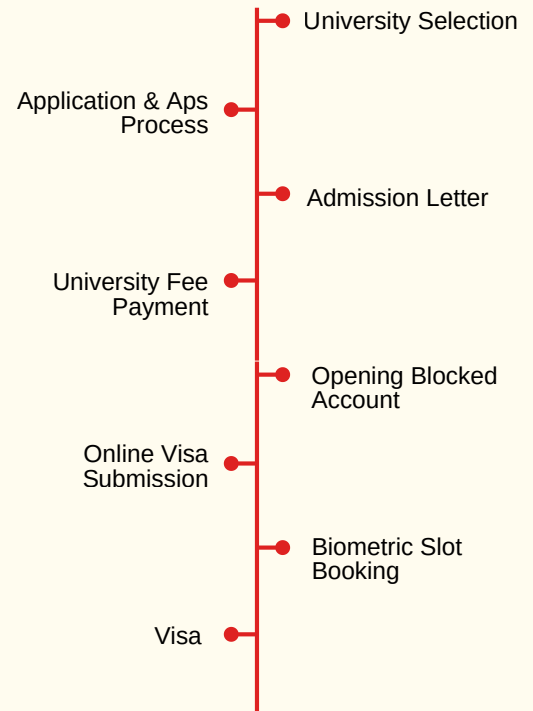 University Selection
Application & Aps
Process
Admission Letter
University Fee
Payment
Opening Blocked
Account
Online Visa
Submission
Biometric Slot
Booking
Visa